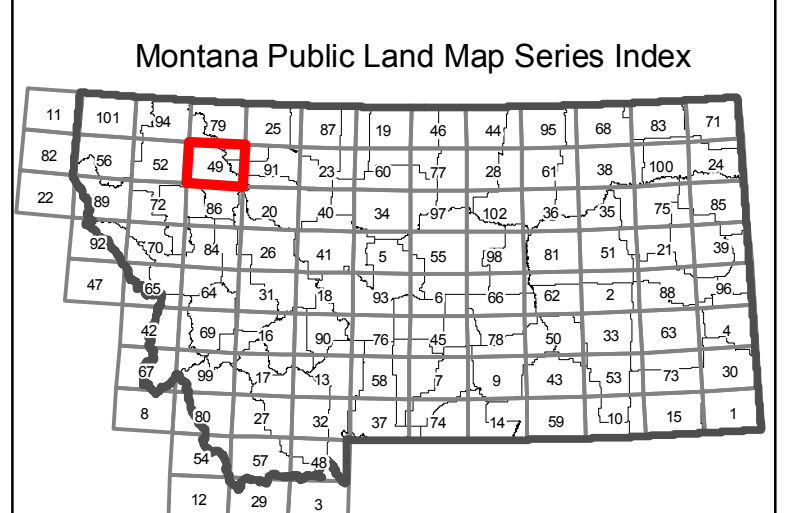 Montana Public Land Map Series Index
11 101 94 79 25 87 19 46 44 95 68 83 71
82 56 52 49 91 23 60 77 28 61 38 100 24
22 89 72 86 20 40 34 97 102 36 35 75 85
92 70 84 26 41 5 55 98 81 51 21 39
47 65 64 31 18 93 6 66 62 2 88 96
42 69 16 90 76 45 78 50 33 63 4
67 99 17 13 58 7 9 43 53 73 30
8 80 27 32 37 74 14 59 10 15 1
54 57 48
12 29 3